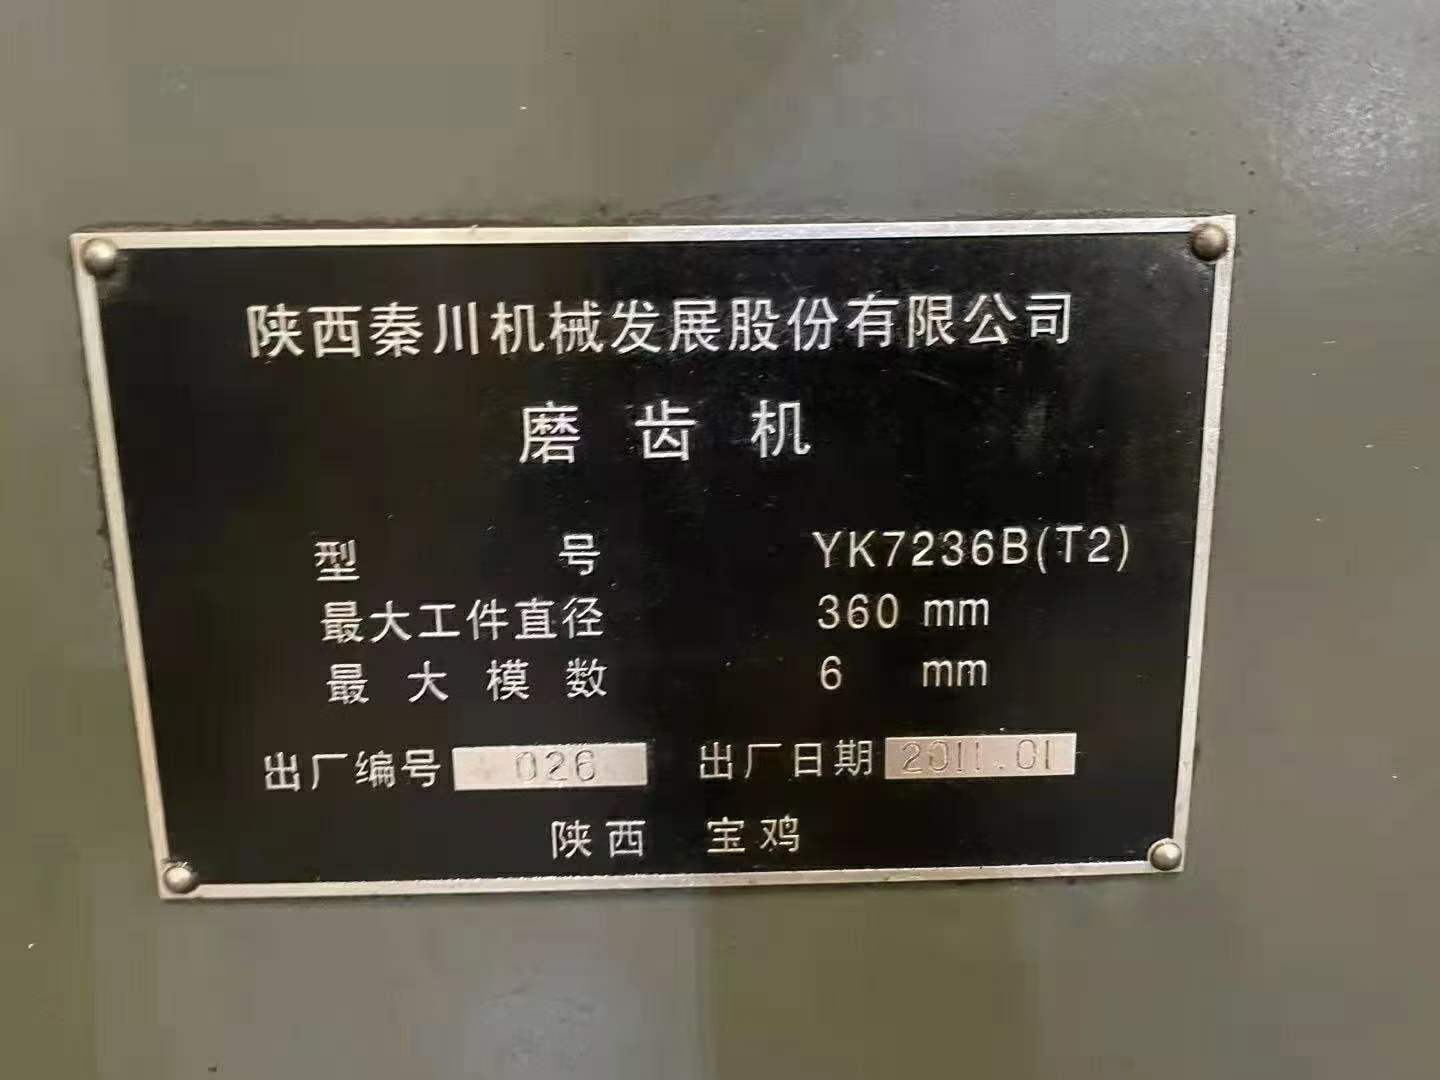 陕西秦川机械发展股份有限公司
磨齿机
型号 YK7236B(T2)
最大工件直径 360 mm
最大模数 6 mm
出厂编号 026 出厂日期 2011.01
陕西 宝鸡